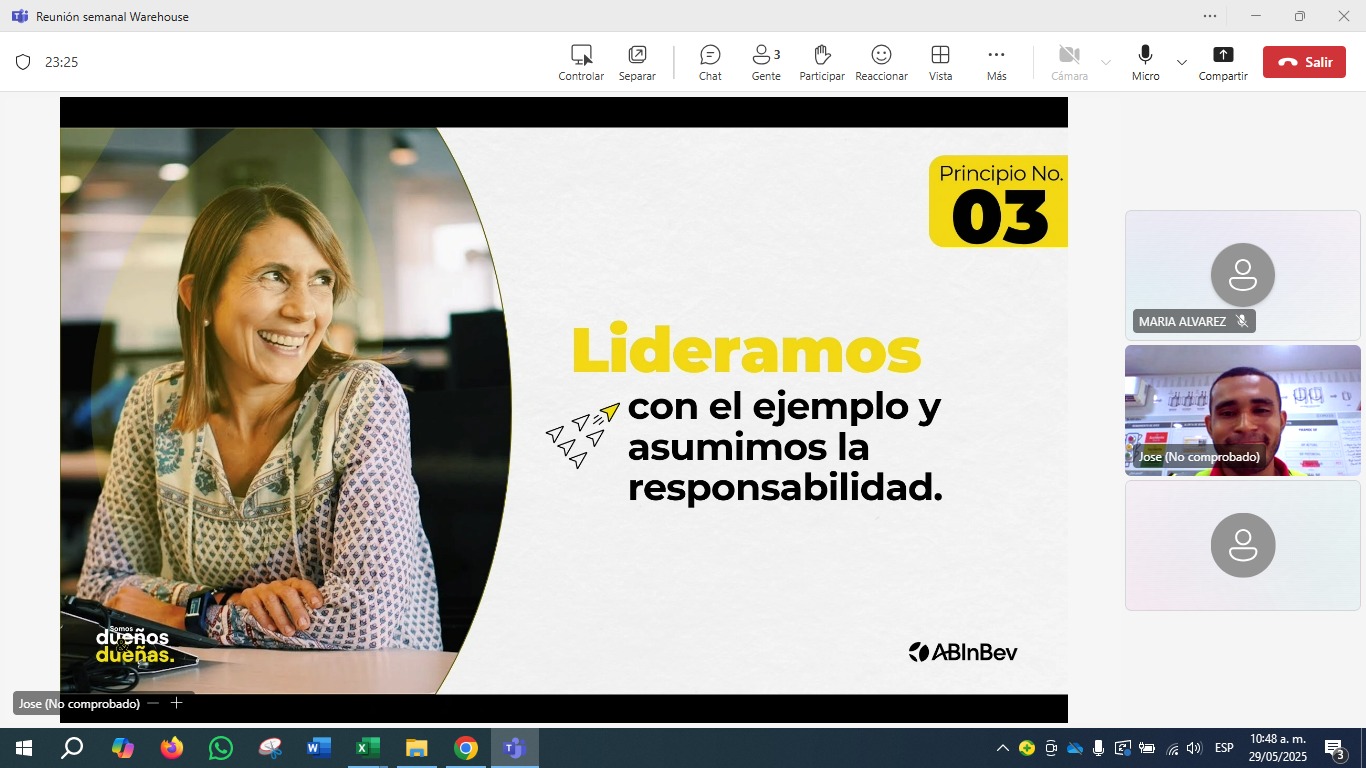 Reunión semanal Warehouse
23:25
Controlar
Separar
Chat
3
Gente
Participar
Reaccionar
Vista
Más
Cámara
Micro
Compartir
Salir
Principio No.
03
Lideramos
con el ejemplo y
asumimos la
responsabilidad.
Somos
dueños
&
dueñas.
ABInBev
MARIA ALVAREZ
Jose (No comprobado)
Jose (No comprobado)
ESP
10:48 a. m.
29/05/2025
3